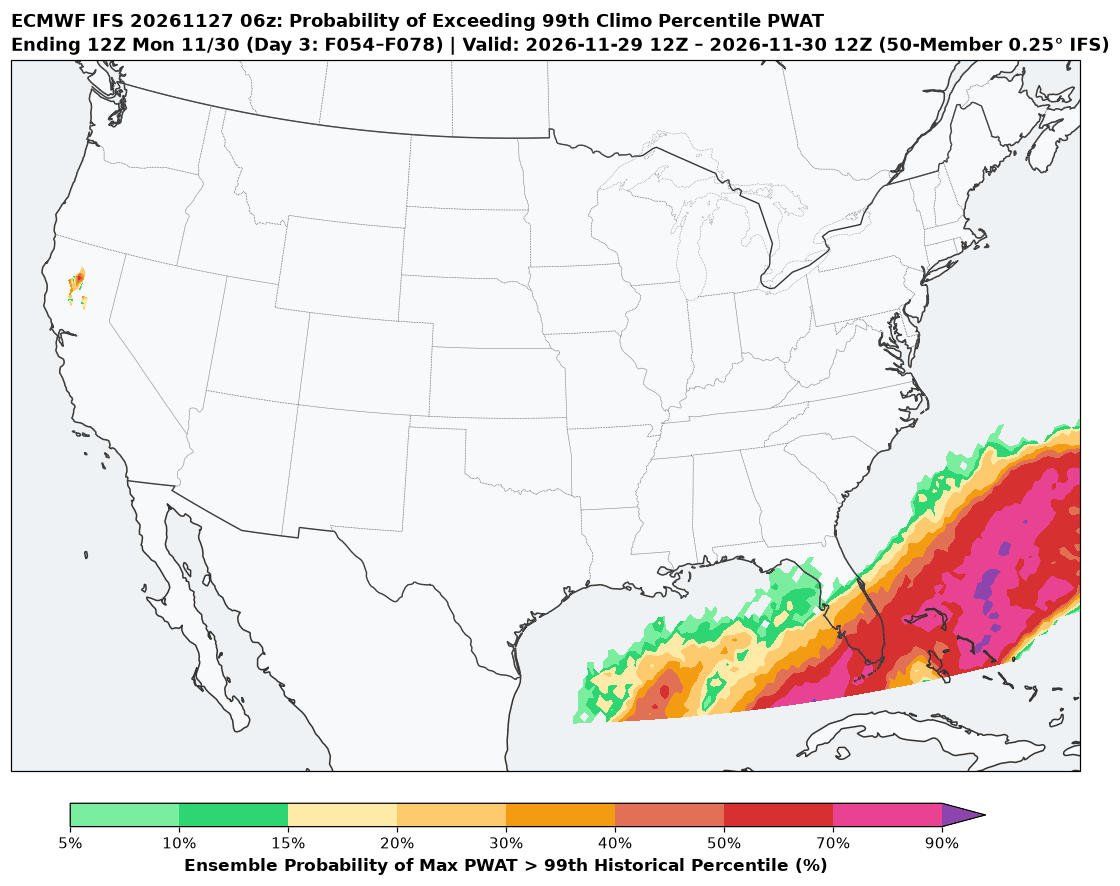 ECMWF IFS 20261127 06z: Probability of Exceeding 99th Climo Percentile PWAT
Ending 12Z Mon 11/30 (Day 3: F054–F078) | Valid: 2026-11-29 12Z – 2026-11-30 12Z (50-Member 0.25° IFS)
5% 10% 15% 20% 30% 40% 50% 70% 90%
Ensemble Probability of Max PWAT > 99th Historical Percentile (%)